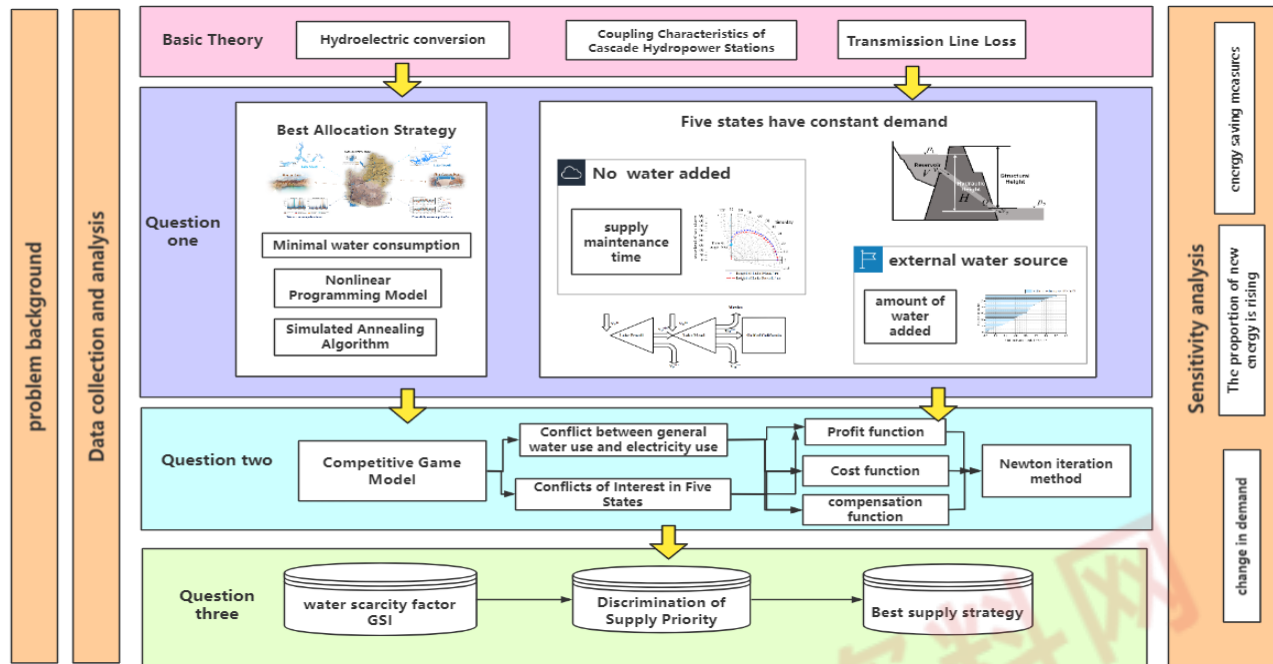 problem background
Data collection and analysis
Basic Theory
Hydroelectric conversion
Coupling Characteristics of
Cascade Hydropower Stations
Transmission Line Loss
Question
one
Best Allocation Strategy
Minimal water consumption
Nonlinear
Programming Model
Simulated Annealing
Algorithm
Five states have constant demand
No water added
supply
maintenance
time
Reservoir
Structural
Height
H
external water source
amount of
water
added
Question two
Competitive Game
Model
Conflict between general
water use and electricity use
Conflicts of Interest in Five
States
Profit function
Cost function
compensation
function
Newton iteration
method
Question
three
water scarcity factor
GSI
Discrimination of
Supply Priority
Best supply strategy
Sensitivity analysis
energy saving measures
The proportion of new
energy is rising
change in demand
料网